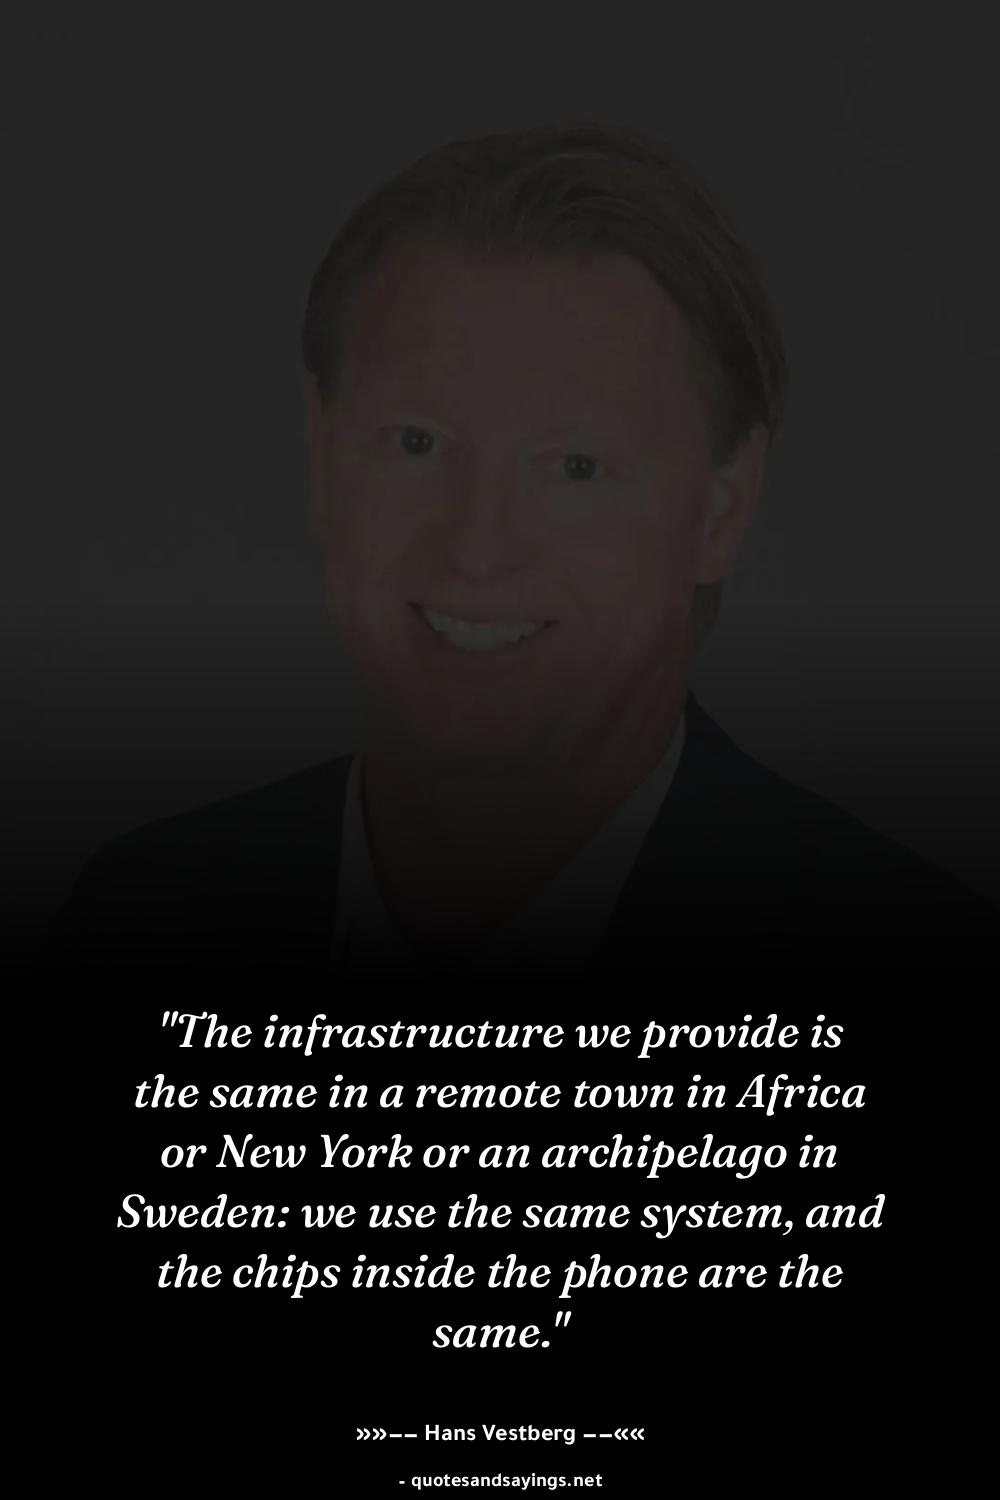 "The infrastructure we provide is
the same in a remote town in Africa
or New York or an archipelago in
Sweden: we use the same system, and
the chips inside the phone are the
same."
»»−− Hans Vestberg −−««
- quotesandsayings.net